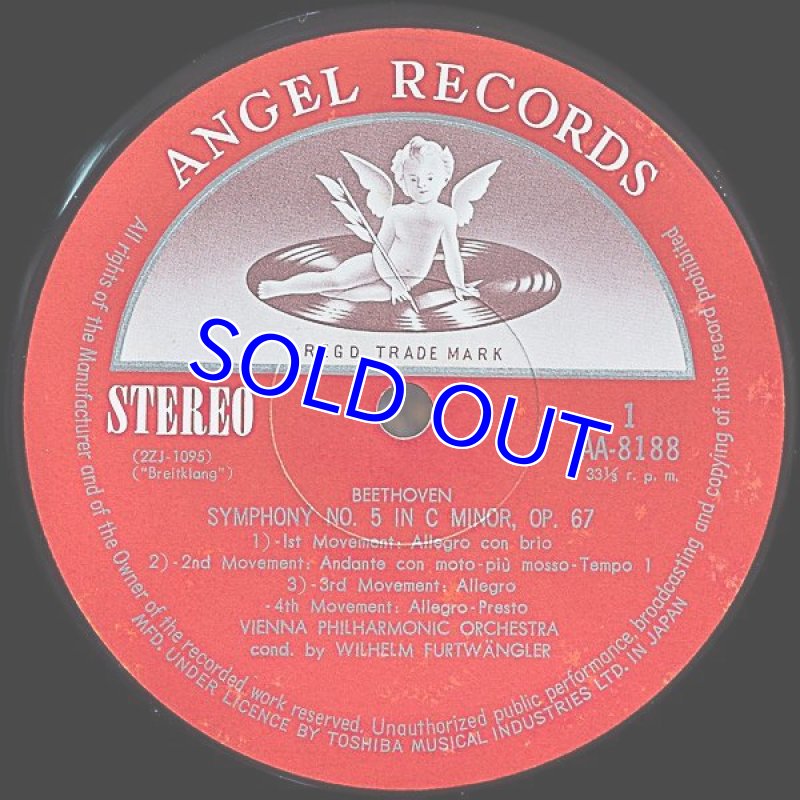 ANGEL RECORDS
REGD. TRADE MARK
SOLD OUT
STEREO
(2ZJ-1095)
("Breitklang")
1
AA-8188
33⅓ r. p. m.
BEETHOVEN
SYMPHONY NO. 5 IN C MINOR, OP. 67
1)-1st Movement: Allegro con brio
2)-2nd Movement: Andante con moto-più mosso-Tempo 1
3)-3rd Movement: Allegro
-4th Movement: Allegro-Presto
VIENNA PHILHARMONIC ORCHESTRA
cond. by WILHELM FURTWÄNGLER
All rights of the Manufacturer and of the Owner of the recorded work reserved. Unauthorized public performance, broadcasting and copying of this record prohibited
MFD. UNDER LICENCE BY TOSHIBA MUSICAL INDUSTRIES LTD. IN JAPAN